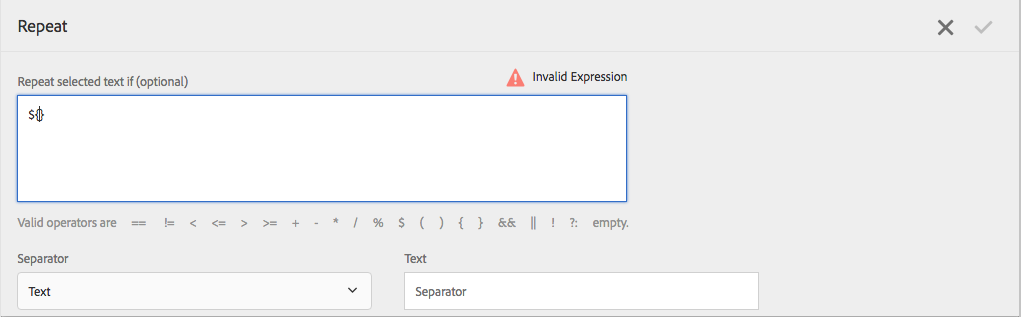 Repeat
Repeat selected text if (optional)
Invalid Expression
${}
Valid operators are == != < <= > >= + - * / % $ ( ) { } && || ! ?: empty.
Separator
Text
Text
Separator